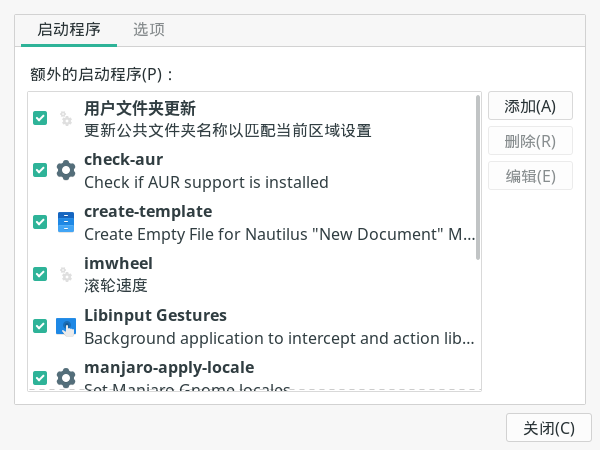 启动程序 选项
额外的启动程序(P)：
用户文件夹更新
更新公共文件夹名称以匹配当前区域设置
check-aur
Check if AUR support is installed
create-template
Create Empty File for Nautilus "New Document" M...
imwheel
滚轮速度
Libinput Gestures
Background application to intercept and action lib...
manjaro-apply-locale
Set Manjaro Gnome locales
添加(A)
删除(R)
编辑(E)
关闭(C)